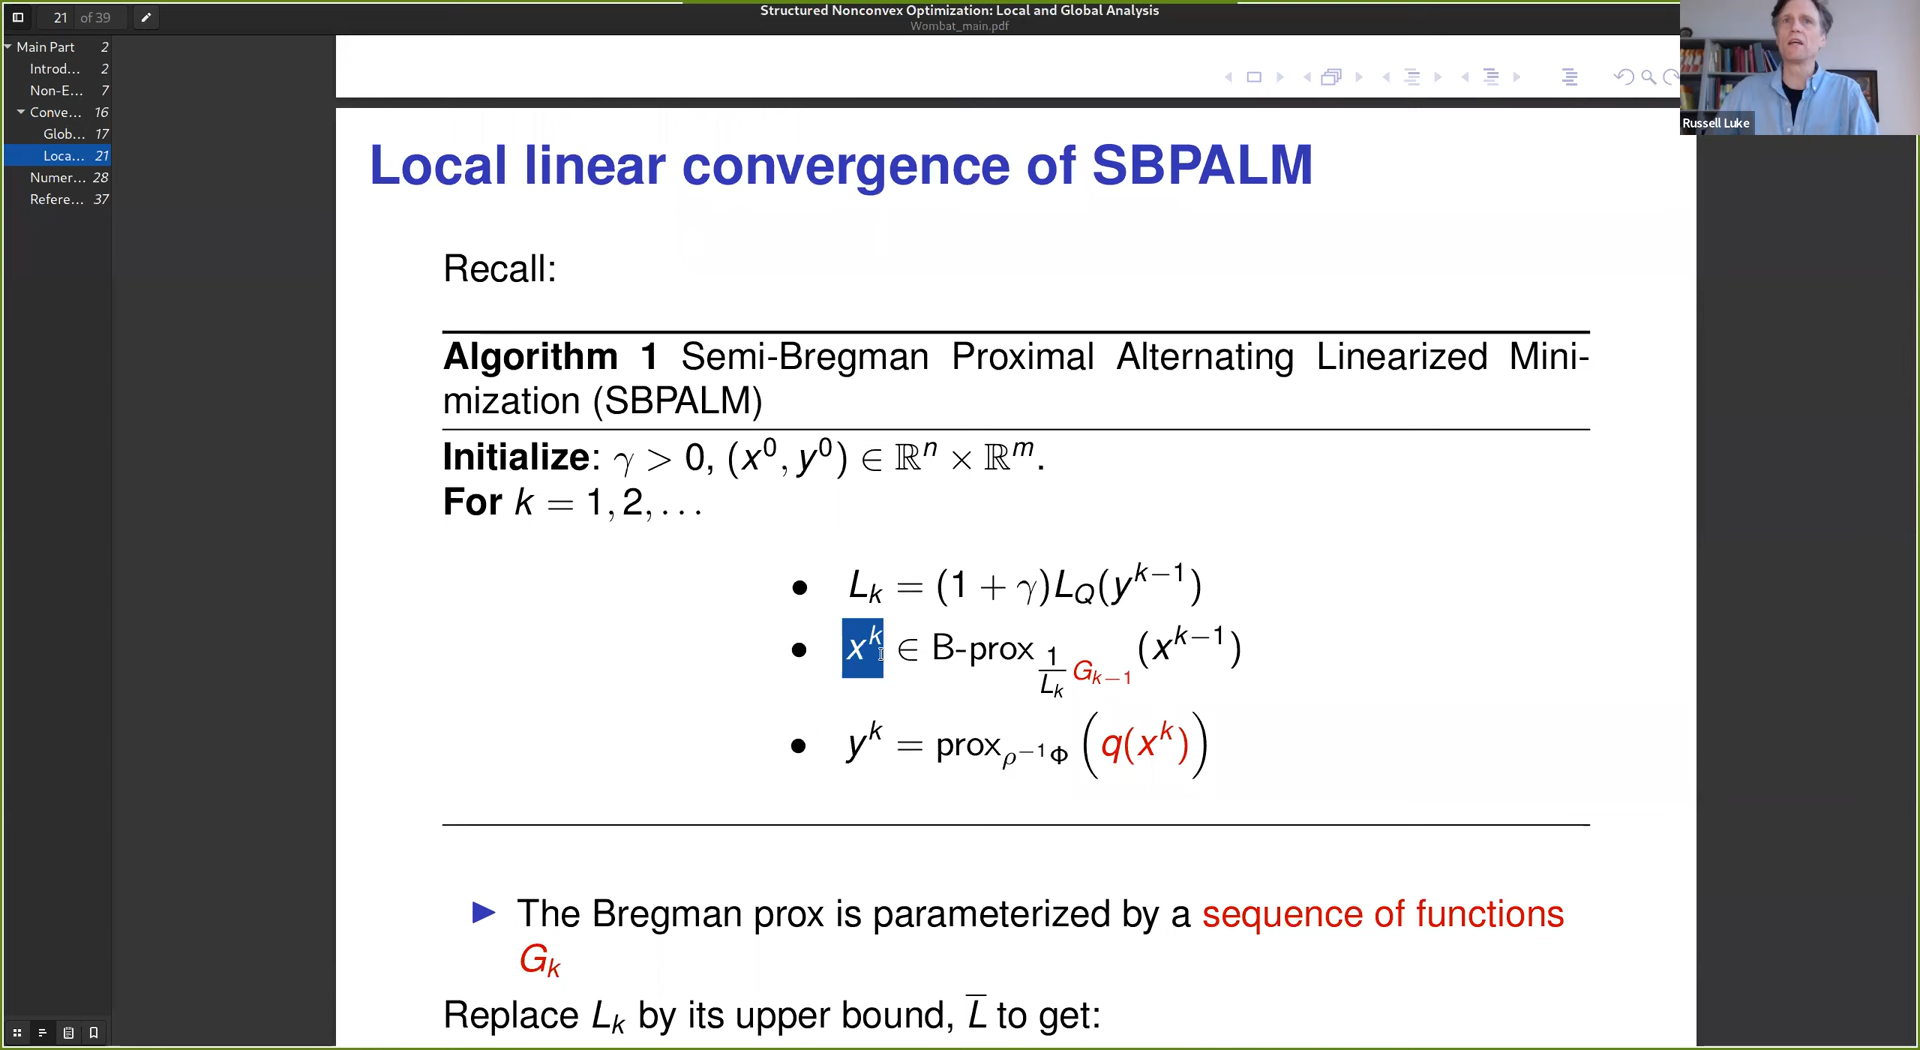 21 of 39
Structured Nonconvex Optimization: Local and Global Analysis
Wombat_main.pdf
Main Part 2
Introd... 2
Non-E... 7
Conve... 16
Glob... 17
Loca... 21
Numer... 28
Refere... 37
Russell Luke
Local linear convergence of SBPALM
Recall:
Algorithm 1 Semi-Bregman Proximal Alternating Linearized Mini-
mization (SBPALM)
Initialize: γ > 0, (x⁰, y⁰) ∈ ℝⁿ × ℝᵐ.
For k = 1, 2, . . .
• L_k = (1 + γ)L_Q(y^{k−1})
• x^k ∈ B-prox_{\frac{1}{L_k} G_{k−1}} (x^{k−1})
• y^k = prox_{ρ^{−1}Φ} (q(x^k))
▶ The Bregman prox is parameterized by a sequence of functions
G_k
Replace L_k by its upper bound, \overline{L} to get: